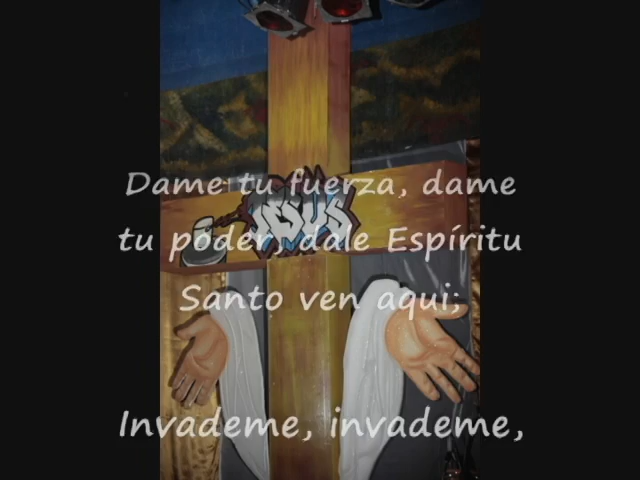 Dame tu fuerza, dame
JESUS
tu poder, dale Espíritu
Santo ven aqui;
Invademe, invademe,